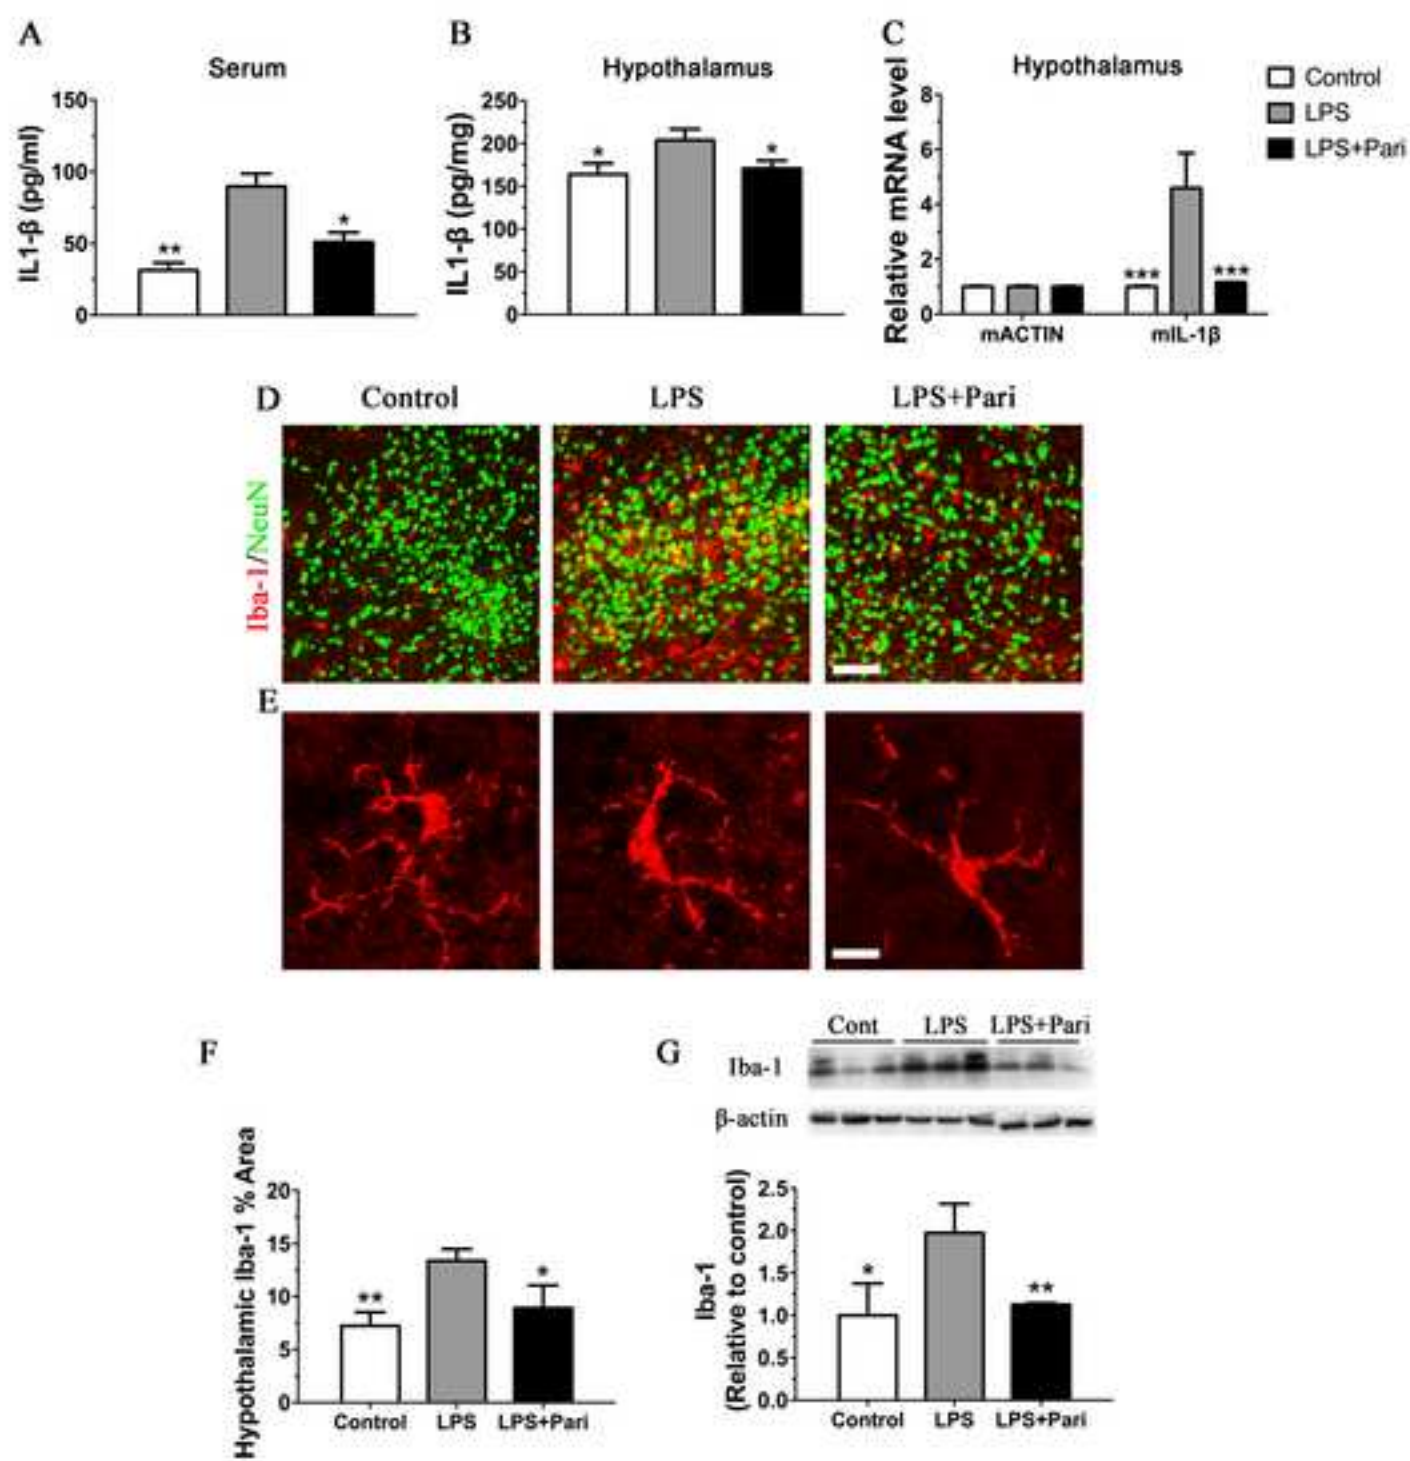 A
Serum
IL1-β (pg/ml)
150
100
50
0
**
*
B
Hypothalamus
IL1-β (pg/mg)
250
200
150
100
50
0
*
*
C
Hypothalamus
Relative mRNA level
8
6
4
2
0
***
***
mACTIN
mIL-1β
Control
LPS
LPS+Pari
D
Control
LPS
LPS+Pari
Iba-1/NeuN
E
F
Hypothalamic Iba-1 % Area
20
15
10
5
0
**
*
Control
LPS
LPS+Pari
G
Cont
LPS
LPS+Pari
Iba-1
β-actin
Iba-1
(Relative to control)
2.5
2.0
1.5
1.0
0.5
0.0
*
**
Control
LPS
LPS+Pari